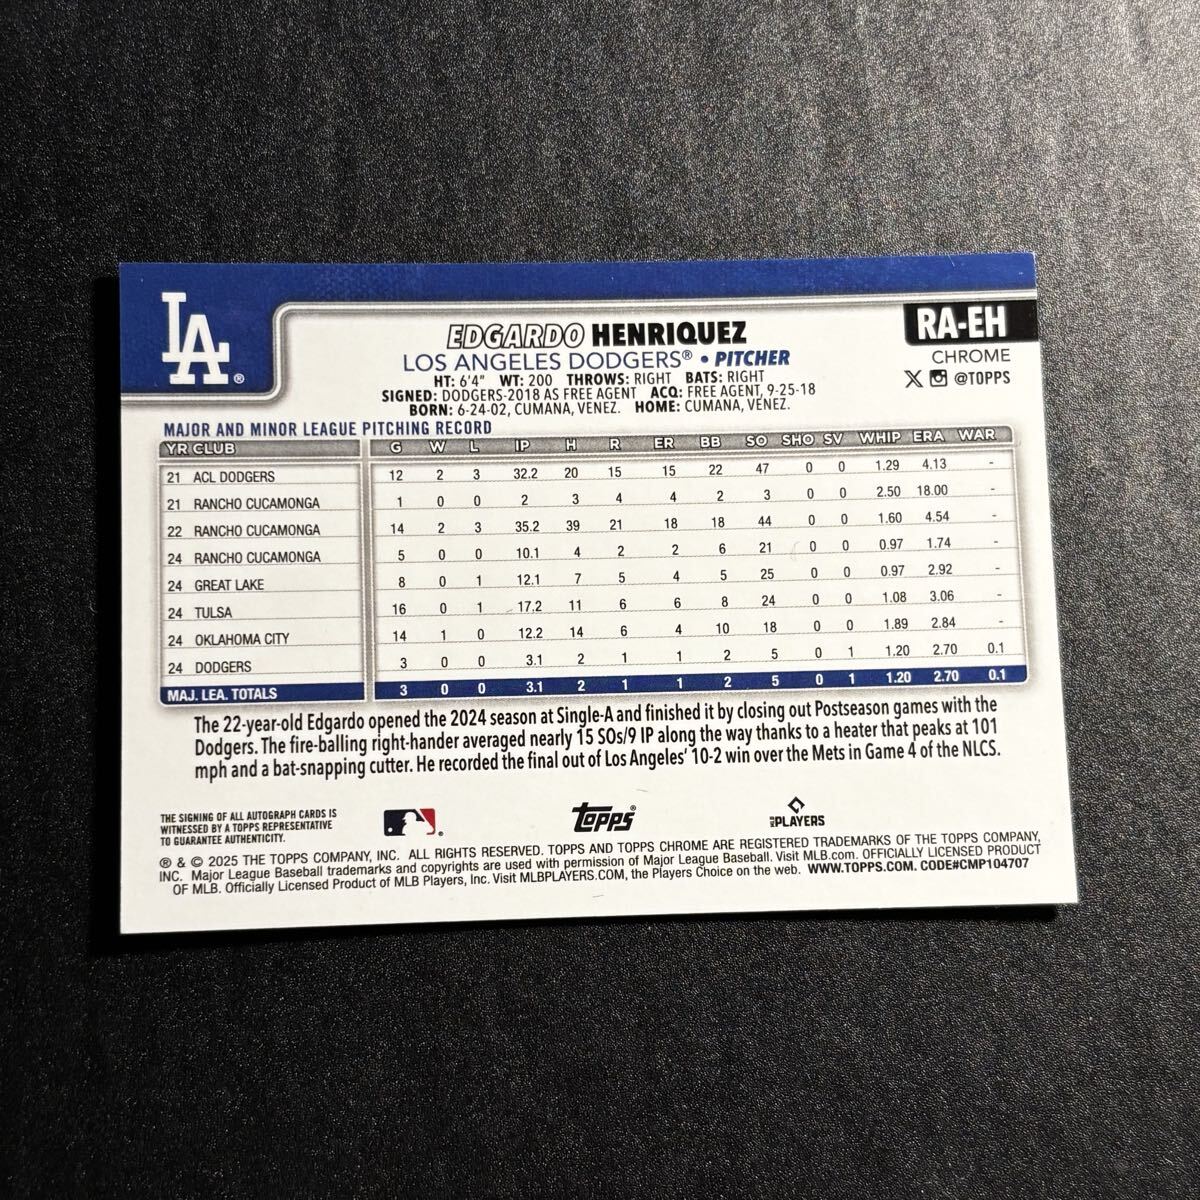 LA®
RA-EH
EDGARDO HENRIQUEZ
CHROME
LOS ANGELES DODGERS® • PITCHER
X @TOPPS
HT: 6'4" WT: 200 THROWS: RIGHT BATS: RIGHT
SIGNED: DODGERS-2018 AS FREE AGENT ACQ: FREE AGENT, 9-25-18
BORN: 6-24-02, CUMANA, VENEZ. HOME: CUMANA, VENEZ.
MAJOR AND MINOR LEAGUE PITCHING RECORD
YR CLUB G W L IP H R ER BB SO SHO SV WHIP ERA WAR
21 ACL DODGERS 12 2 3 32.2 20 15 15 22 47 0 0 1.29 4.13 -
21 RANCHO CUCAMONGA 1 0 0 2 3 4 4 2 3 0 0 2.50 18.00 -
22 RANCHO CUCAMONGA 14 2 3 35.2 39 21 18 18 44 0 0 1.60 4.54 -
24 RANCHO CUCAMONGA 5 0 0 10.1 4 2 2 6 21 0 0 0.97 1.74 -
24 GREAT LAKE 8 0 1 12.1 7 5 4 5 25 0 0 0.97 2.92 -
24 TULSA 16 0 1 17.2 11 6 6 8 24 0 0 1.08 3.06 -
24 OKLAHOMA CITY 14 1 0 12.2 14 6 4 10 18 0 0 1.89 2.84 -
24 DODGERS 3 0 0 3.1 2 1 1 2 5 0 1 1.20 2.70 0.1
MAJ. LEA. TOTALS 3 0 0 3.1 2 1 1 2 5 0 1 1.20 2.70 0.1
The 22-year-old Edgardo opened the 2024 season at Single-A and finished it by closing out Postseason games with the
Dodgers. The fire-balling right-hander averaged nearly 15 SOs/9 IP along the way thanks to a heater that peaks at 101
mph and a bat-snapping cutter. He recorded the final out of Los Angeles' 10-2 win over the Mets in Game 4 of the NLCS.
THE SIGNING OF ALL AUTOGRAPH CARDS IS
WITNESSED BY A TOPPS REPRESENTATIVE
TO GUARANTEE AUTHENTICITY.
TOPPS®
PLAYERS
® & © 2025 THE TOPPS COMPANY, INC. ALL RIGHTS RESERVED. TOPPS AND TOPPS CHROME ARE REGISTERED TRADEMARKS OF THE TOPPS COMPANY,
INC. Major League Baseball trademarks and copyrights are used with permission of Major League Baseball. Visit MLB.com. OFFICIALLY LICENSED PRODUCT
OF MLB. Officially Licensed Product of MLB Players, Inc. Visit MLBPLAYERS.COM, the Players Choice on the web. WWW.TOPPS.COM. CODE#CMP104707